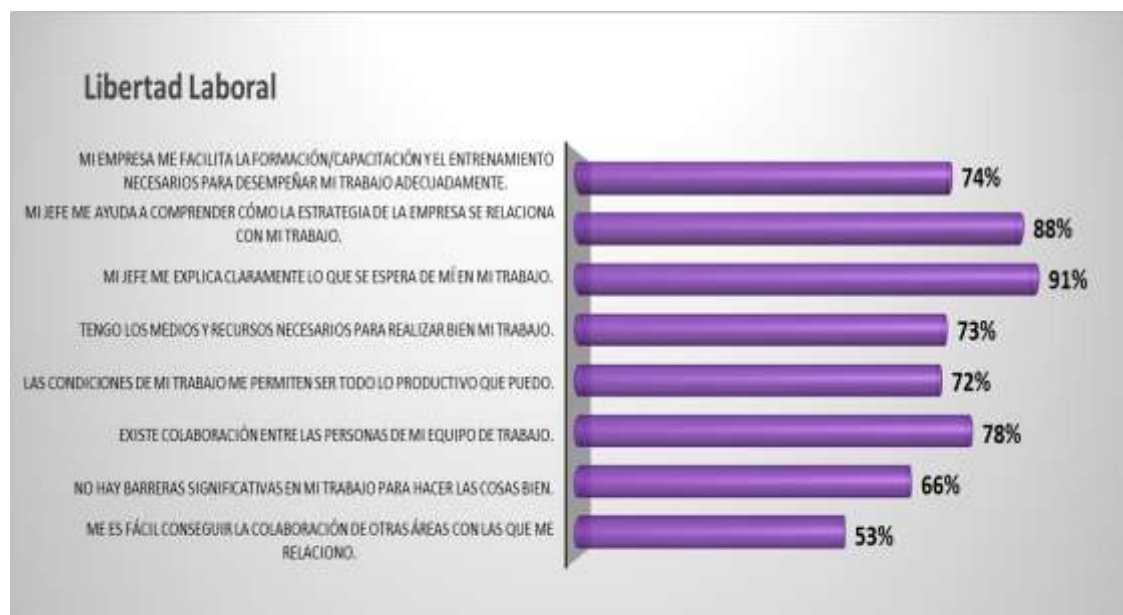 Libertad Laboral
MI EMPRESA ME FACILITA LA FORMACIÓN/CAPACITACIÓN Y EL ENTRENAMIENTO
NECESARIOS PARA DESEMPEÑAR MI TRABAJO ADECUADAMENTE.
74%
MI JEFE ME AYUDA A COMPRENDER CÓMO LA ESTRATEGIA DE LA EMPRESA SE RELACIONA
CON MI TRABAJO.
88%
MI JEFE ME EXPLICA CLARAMENTE LO QUE SE ESPERA DE MÍ EN MI TRABAJO.
91%
TENGO LOS MEDIOS Y RECURSOS NECESARIOS PARA REALIZAR BIEN MI TRABAJO.
73%
LAS CONDICIONES DE MI TRABAJO ME PERMITEN SER TODO LO PRODUCTIVO QUE PUEDO.
72%
EXISTE COLABORACIÓN ENTRE LAS PERSONAS DE MI EQUIPO DE TRABAJO.
78%
NO HAY BARRERAS SIGNIFICATIVAS EN MI TRABAJO PARA HACER LAS COSAS BIEN.
66%
ME ES FÁCIL CONSEGUIR LA COLABORACIÓN DE OTRAS ÁREAS CON LAS QUE ME
RELACIONO.
53%